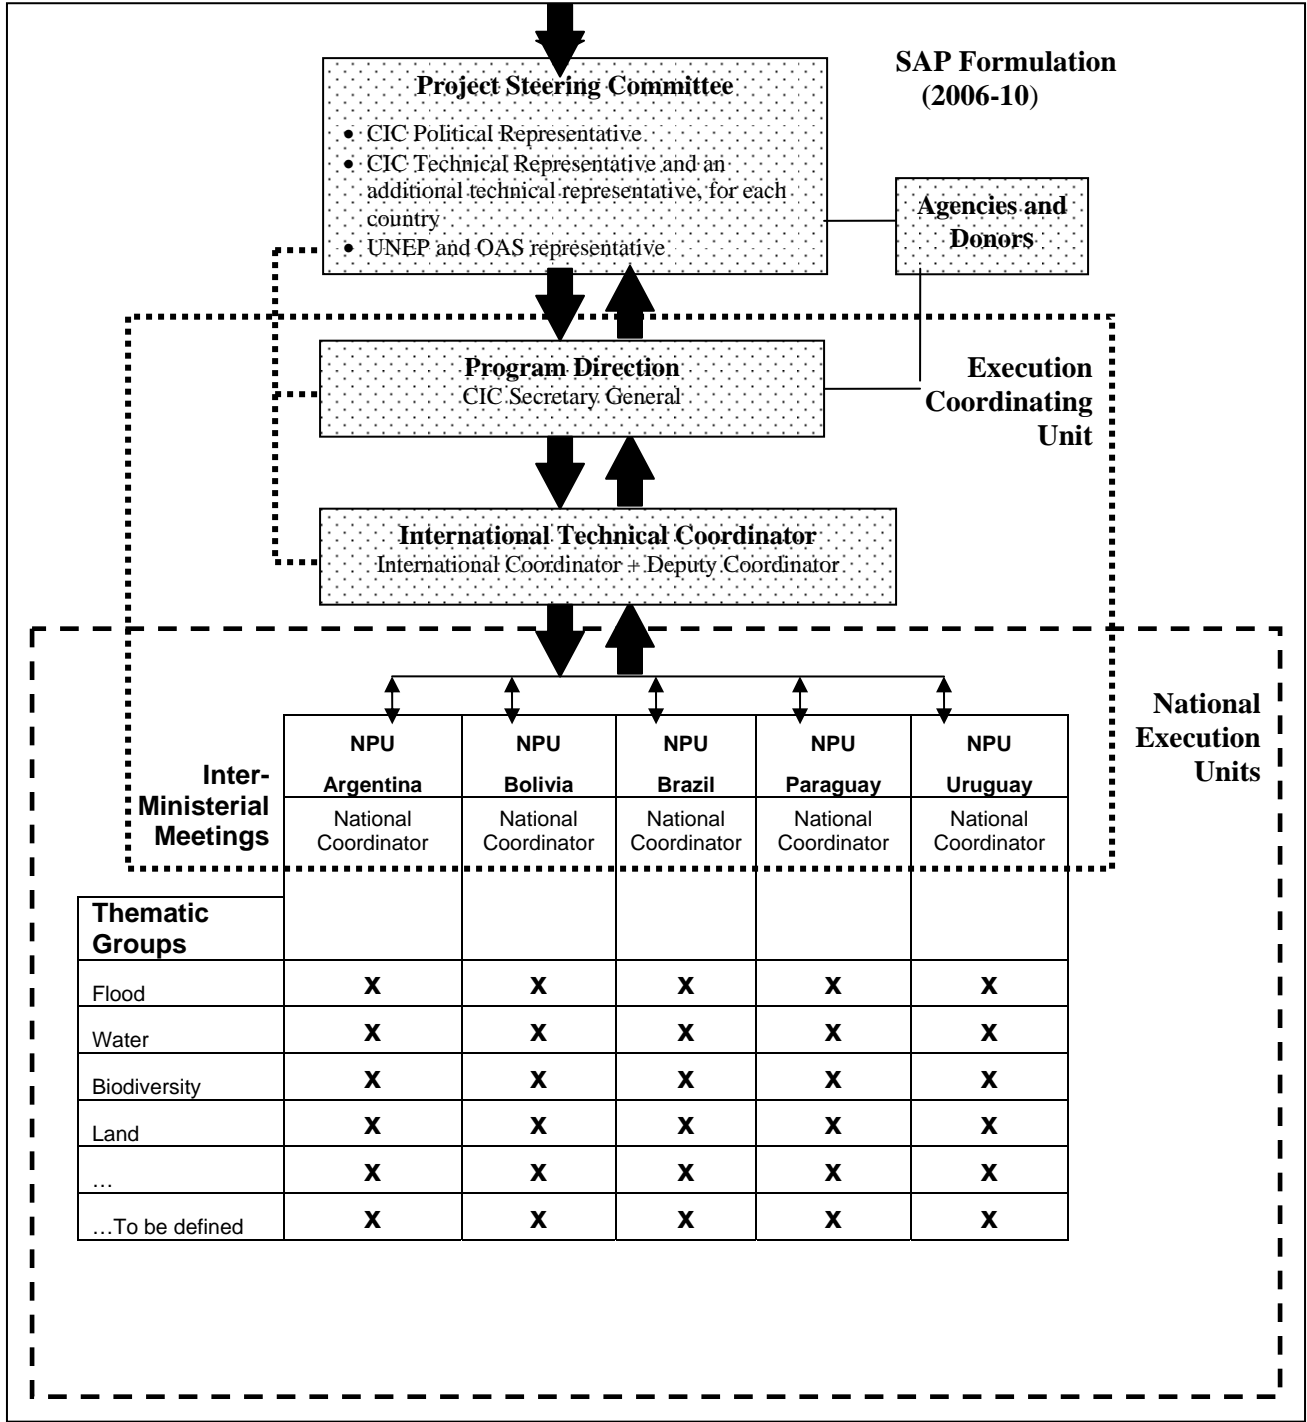 SAP Formulation
(2006-10)
Project Steering Committee
• CIC Political Representative
• CIC Technical Representative and an
additional technical representative, for each
country
• UNEP and OAS representative
Agencies and
Donors
Program Direction
CIC Secretary General
Execution
Coordinating
Unit
International Technical Coordinator
International Coordinator + Deputy Coordinator
National
Execution
Units
Inter-
Ministerial
Meetings
NPU NPU NPU NPU NPU
Argentina Bolivia Brazil Paraguay Uruguay
National National National National National
Coordinator Coordinator Coordinator Coordinator Coordinator
Thematic
Groups
Flood X X X X X
Water X X X X X
Biodiversity X X X X X
Land X X X X X
… X X X X X
…To be defined X X X X X